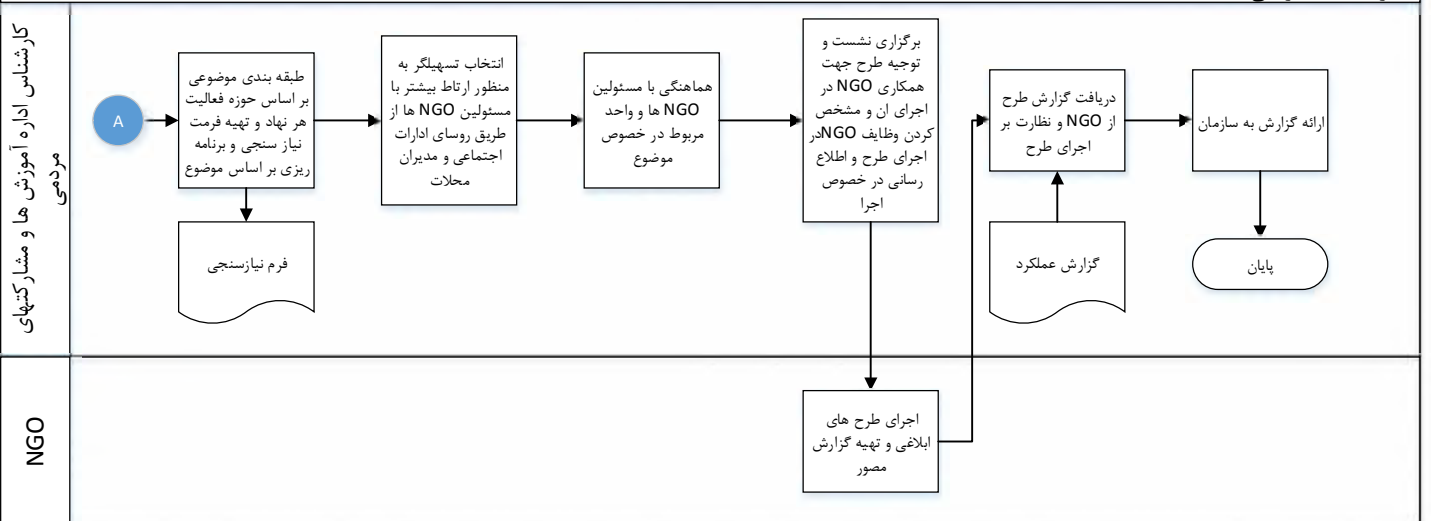 کارشناس اداره آموزش ها و مشارکتهای
مردمی
A
طبقه بندی موضوعی
بر اساس حوزه فعالیت
هر نهاد و تهیه فرمت
نیاز سنجی و برنامه
ریزی بر اساس موضوع
فرم نیازسنجی
انتخاب تسهیلگر به
منظور ارتاط بیشتر با
مسئولین NGO ها از
طریق روسای ادارات
اجتماعی و مدیران
محلات
هماهنگی با مسئولین
NGO ها و واحد
مربوط در خصوص
موضوع
برگزاری نشست و
توجیه طرح جهت
همکاری NGO در
اجرای ان و مشخص
کردن وظایف NGOدر
اجرای طرح و اطلاع
رسانی در خصوص
اجرا
دریافت گزارش طرح
از NGO و نظارت بر
اجرای طرح
گزارش عملکرد
ارائه گزارش به سازمان
پایان
NGO
اجرای طرح های
ابلاغی و تهیه گزارش
مصور